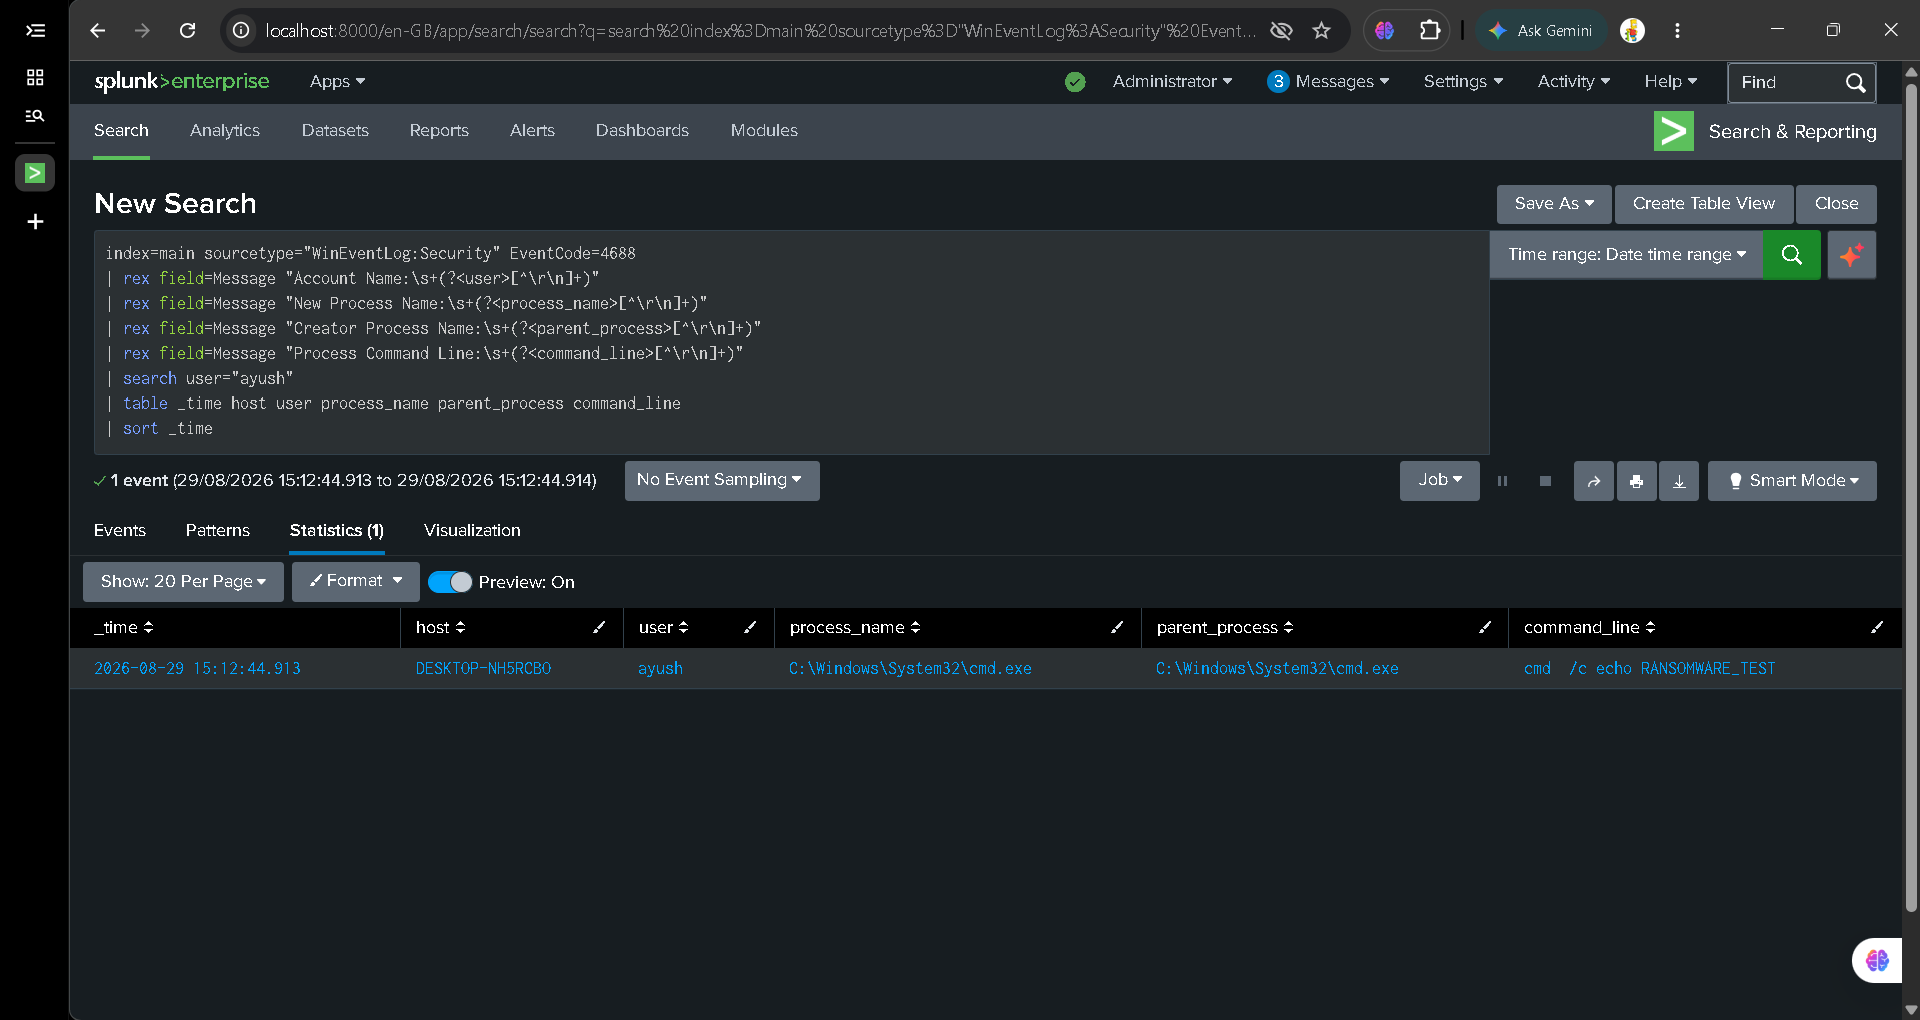 localhost:8000/en-GB/app/search/search?q=search%20index%3Dmain%20sourcetype%3D"WinEventLog%3ASecurity"%20Event...
Ask Gemini
splunk>enterprise
Apps
Administrator
3 Messages
Settings
Activity
Help
Find
Search
Analytics
Datasets
Reports
Alerts
Dashboards
Modules
Search & Reporting
New Search
Save As
Create Table View
Close
index=main sourcetype="WinEventLog:Security" EventCode=4688
| rex field=Message "Account Name:\s+(?<user>[^\r\n]+)"
| rex field=Message "New Process Name:\s+(?<process_name>[^\r\n]+)"
| rex field=Message "Creator Process Name:\s+(?<parent_process>[^\r\n]+)"
| rex field=Message "Process Command Line:\s+(?<command_line>[^\r\n]+)"
| search user="ayush"
| table _time host user process_name parent_process command_line
| sort _time
Time range: Date time range
1 event (29/08/2026 15:12:44.913 to 29/08/2026 15:12:44.914)
No Event Sampling
Job
Smart Mode
Events
Patterns
Statistics (1)
Visualization
Show: 20 Per Page
Format
Preview: On
_time host user process_name parent_process command_line
2026-08-29 15:12:44.913 DESKTOP-NH5RCBO ayush C:\Windows\System32\cmd.exe C:\Windows\System32\cmd.exe cmd /c echo RANSOMWARE_TEST